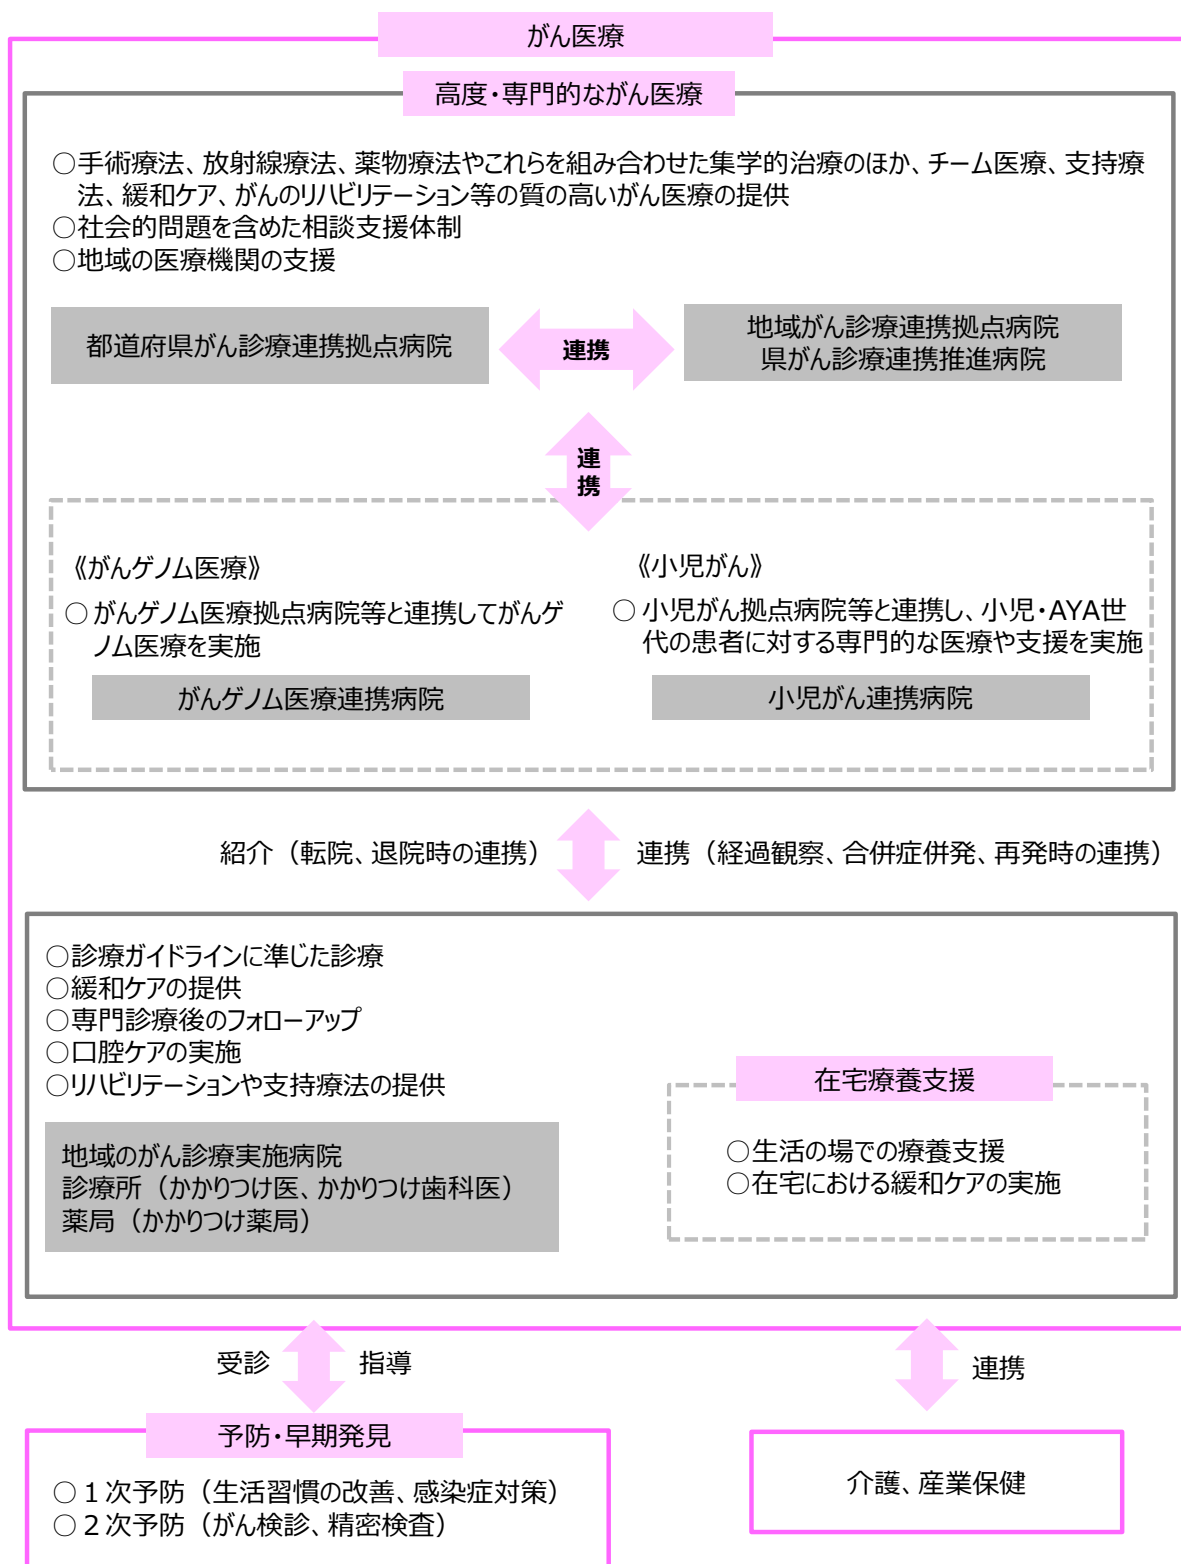 がん医療
高度・専門的ながん医療
○手術療法、放射線療法、薬物療法やこれらを組み合わせた集学的治療のほか、チーム医療、支持療
法、緩和ケア、がんのリハビリテーション等の質の高いがん医療の提供
○社会的問題を含めた相談支援体制
○地域の医療機関の支援
都道府県がん診療連携拠点病院
連携
地域がん診療連携拠点病院
県がん診療連携推進病院
連
携
《がんゲノム医療》
○ がんゲノム医療拠点病院等と連携してがんゲ
ノム医療を実施
がんゲノム医療連携病院
《小児がん》
○ 小児がん拠点病院等と連携し、小児・AYA世
代の患者に対する専門的な医療や支援を実施
小児がん連携病院
紹介（転院、退院時の連携）
連携（経過観察、合併症併発、再発時の連携）
○診療ガイドラインに準じた診療
○緩和ケアの提供
○専門診療後のフォローアップ
○口腔ケアの実施
○リハビリテーションや支持療法の提供
地域のがん診療実施病院
診療所（かかりつけ医、かかりつけ歯科医）
薬局（かかりつけ薬局）
在宅療養支援
○生活の場での療養支援
○在宅における緩和ケアの実施
受診
指導
連携
予防・早期発見
○１次予防（生活習慣の改善、感染症対策）
○２次予防（がん検診、精密検査）
介護、産業保健